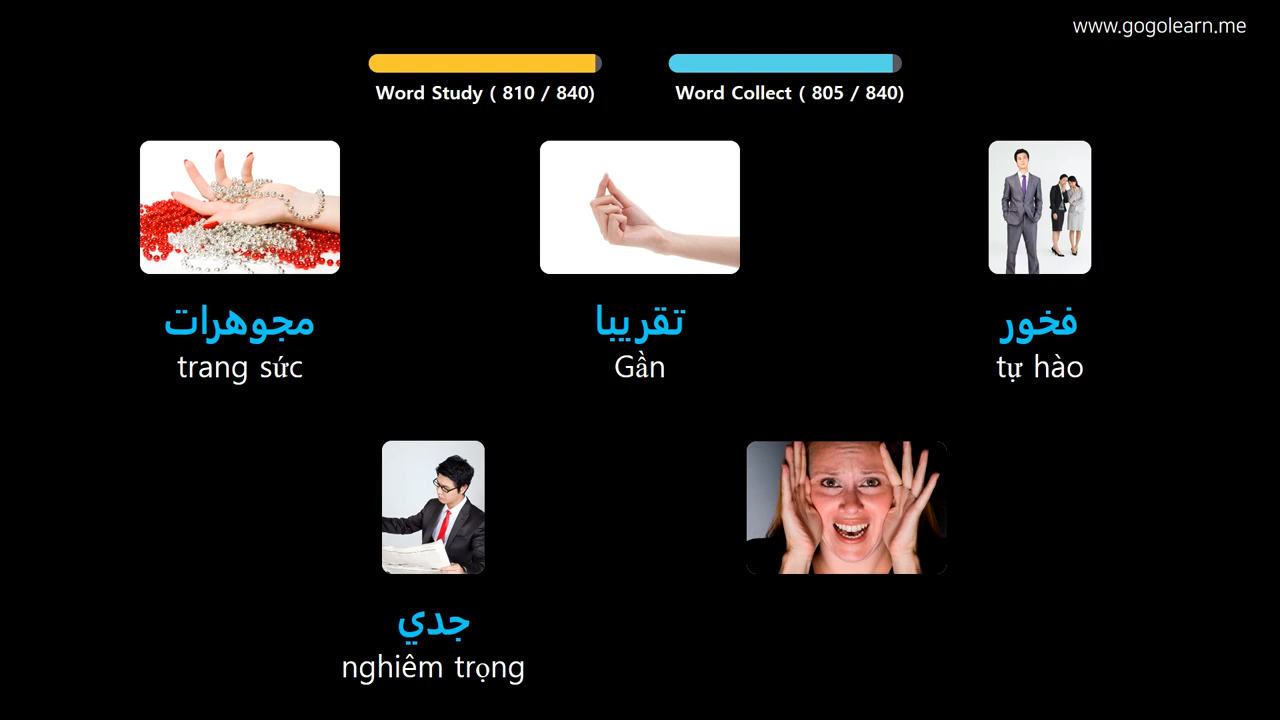 www.gogolearn.me
Word Study ( 810 / 840)
Word Collect ( 805 / 840)
مجوهرات
trang sức
تقريبا
Gần
فخور
tự hào
جدي
nghiêm trọng